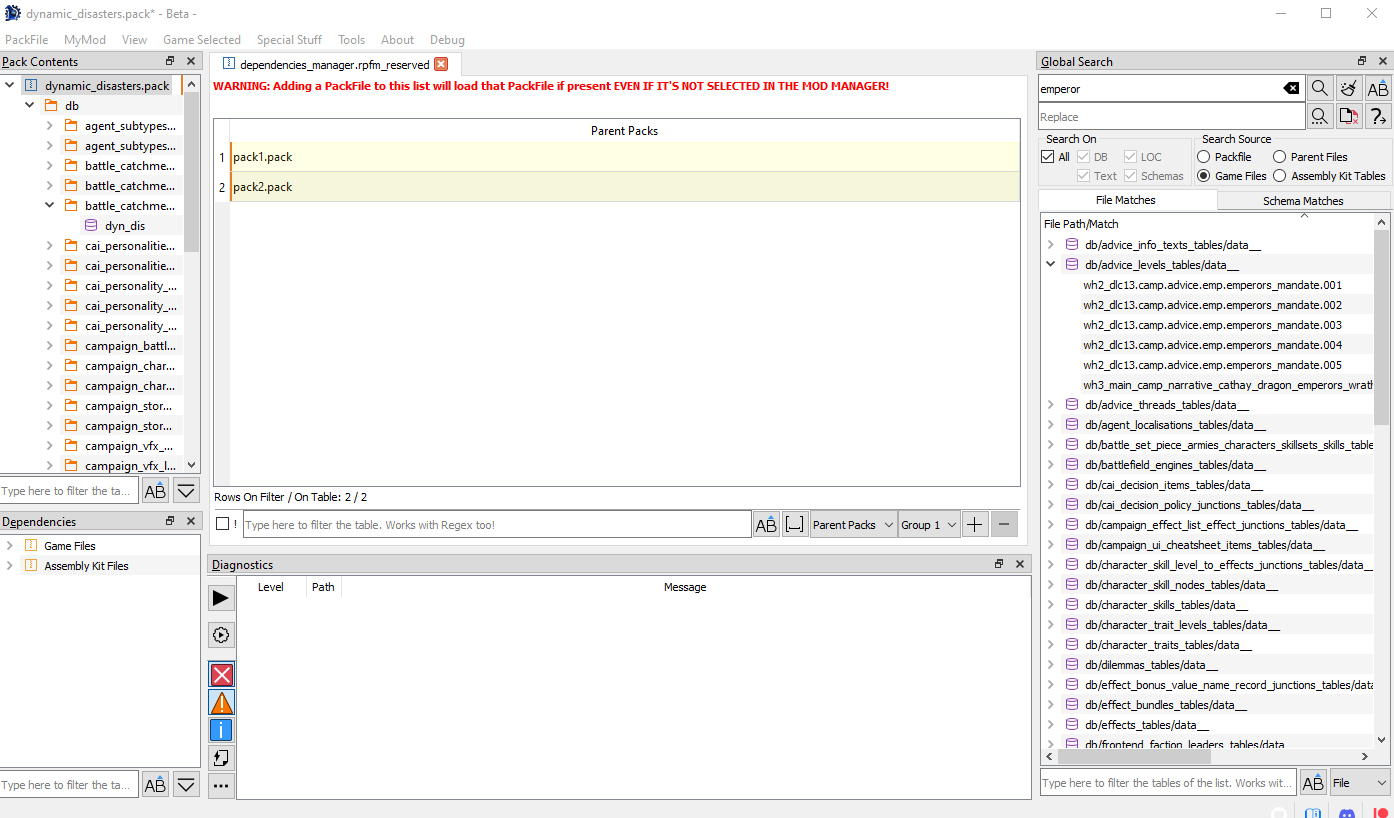 dynamic_disasters.pack* - Beta -
PackFile MyMod View Game Selected Special Stuff Tools About Debug
Pack Contents
dynamic_disasters.pack
db
agent_subtypes...
agent_subtypes...
battle_catchme...
battle_catchme...
battle_catchme...
dyn_dis
cai_personalitie...
cai_personalitie...
cai_personality_...
cai_personality_...
cai_personality_...
campaign_battl...
campaign_char...
campaign_char...
campaign_stor...
campaign_stor...
campaign_vfx_...
campaign_vfx_l...
Type here to filter the ta... AB
Dependencies
Game Files
Assembly Kit Files
Type here to filter the ta... AB
dependencies_manager.rpfm_reserved
WARNING: Adding a PackFile to this list will load that PackFile if present EVEN IF IT'S NOT SELECTED IN THE MOD MANAGER!
Parent Packs
1 pack1.pack
2 pack2.pack
Rows On Filter / On Table: 2 / 2
! Type here to filter the table. Works with Regex too! AB Parent Packs Group 1
Diagnostics
Level Path Message
Global Search
emperor AB
Replace
Search On
All DB LOC
Text Schemas
Search Source
Packfile Parent Files
Game Files Assembly Kit Tables
File Matches Schema Matches
File Path/Match
db/advice_info_texts_tables/data__
db/advice_levels_tables/data__
wh2_dlc13.camp.advice.emp.emperors_mandate.001
wh2_dlc13.camp.advice.emp.emperors_mandate.002
wh2_dlc13.camp.advice.emp.emperors_mandate.003
wh2_dlc13.camp.advice.emp.emperors_mandate.004
wh2_dlc13.camp.advice.emp.emperors_mandate.005
wh3_main_camp_narrative_cathay_dragon_emperors_wrath
db/advice_threads_tables/data__
db/agent_localisations_tables/data__
db/battle_set_piece_armies_characters_skillsets_skills_table
db/battlefield_engines_tables/data__
db/cai_decision_items_tables/data__
db/cai_decision_policy_junctions_tables/data__
db/campaign_effect_list_effect_junctions_tables/data__
db/campaign_ui_cheatsheet_items_tables/data__
db/character_skill_level_to_effects_junctions_tables/data__
db/character_skill_nodes_tables/data__
db/character_skills_tables/data__
db/character_trait_levels_tables/data__
db/character_traits_tables/data__
db/dilemmas_tables/data__
db/effect_bonus_value_name_record_junctions_tables/data
db/effect_bundles_tables/data__
db/effects_tables/data__
db/frontend_faction_leaders_tables/data
Type here to filter the tables of the list. Works wit... AB File